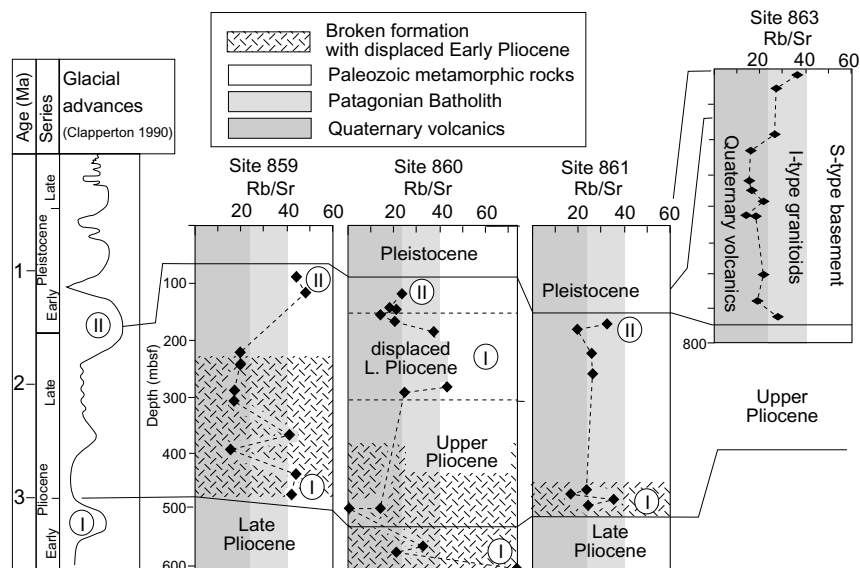 Broken formation
with displaced Early Pliocene
Paleozoic metamorphic rocks
Patagonian Batholith
Quaternary volcanics
Age (Ma)
Series
Glacial
advances
(Clapperton 1990)
Late
Pleistocene
Early
Late
Pliocene
Early
1
2
3
II
I
Site 859
Rb/Sr
20
40
60
Depth (mbsf)
100
200
300
400
500
600
II
I
Late
Pliocene
Site 860
Rb/Sr
20
40
60
Pleistocene
II
displaced
L. Pliocene
I
Upper
Pliocene
I
Site 861
Rb/Sr
20
40
60
Pleistocene
II
I
Late
Pliocene
Site 863
Rb/Sr
20
40
60
Quaternary volcanics
I-type granitoids
S-type basement
800
Upper
Pliocene